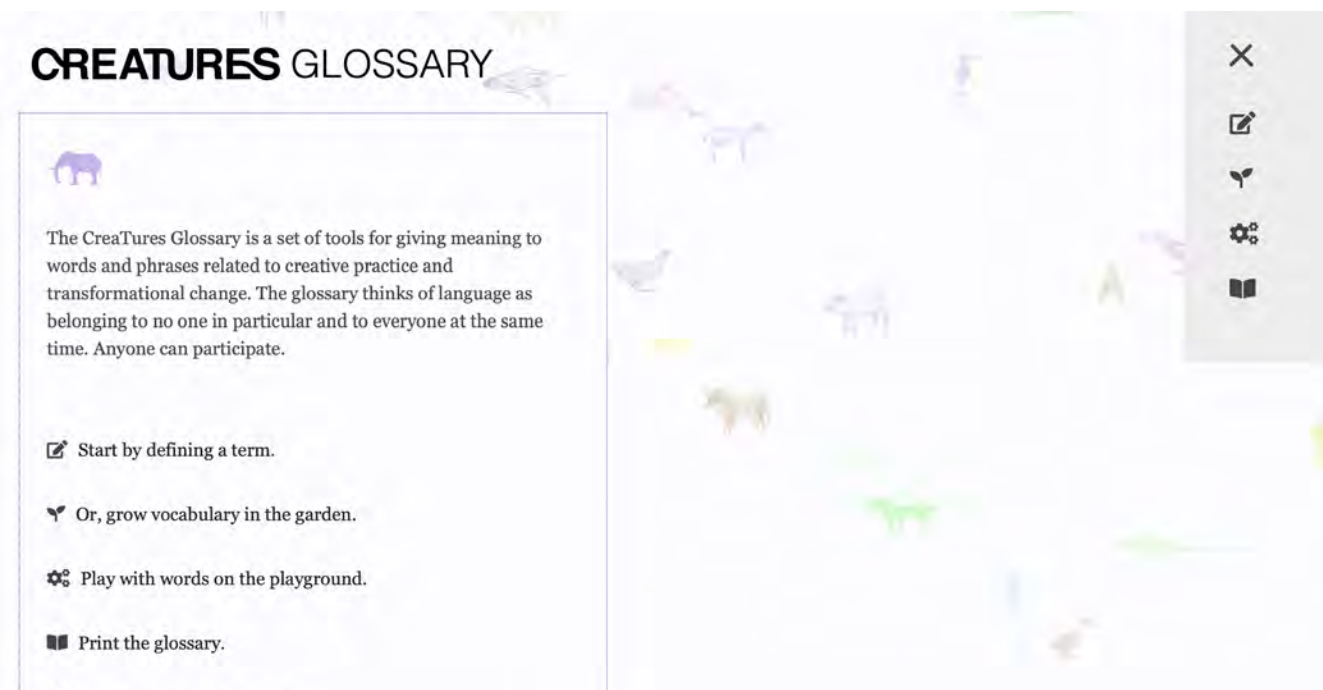 CREATURES GLOSSARY
The CreaTures Glossary is a set of tools for giving meaning to
words and phrases related to creative practice and
transformational change. The glossary thinks of language as
belonging to no one in particular and to everyone at the same
time. Anyone can participate.
Start by defining a term.
Or, grow vocabulary in the garden.
Play with words on the playground.
Print the glossary.